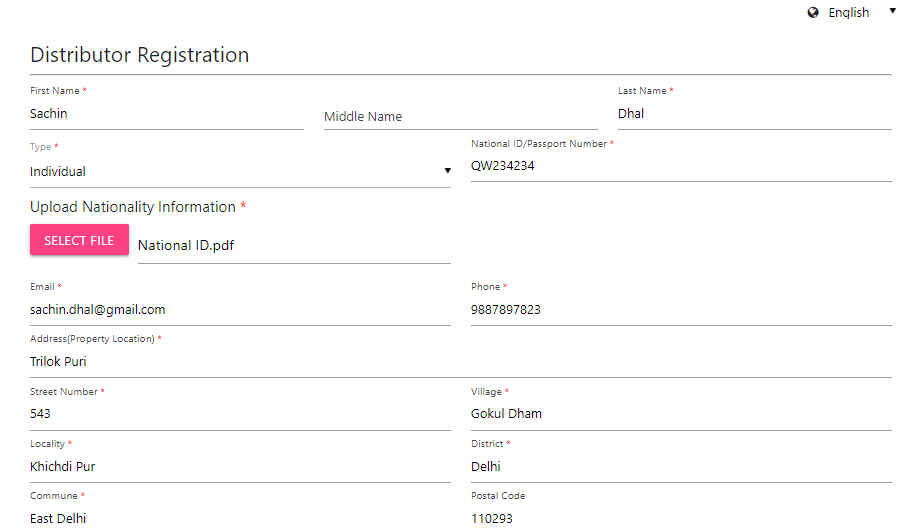 English
Distributor Registration
First Name * Last Name *
Sachin Middle Name Dhal
Type * National ID/Passport Number *
Individual QW234234
Upload Nationality Information *
SELECT FILE National ID.pdf
Email * Phone *
sachin.dhal@gmail.com 9887897823
Address(Property Location) *
Trilok Puri
Street Number * Village *
543 Gokul Dham
Locality * District *
Khichdi Pur Delhi
Commune * Postal Code
East Delhi 110293